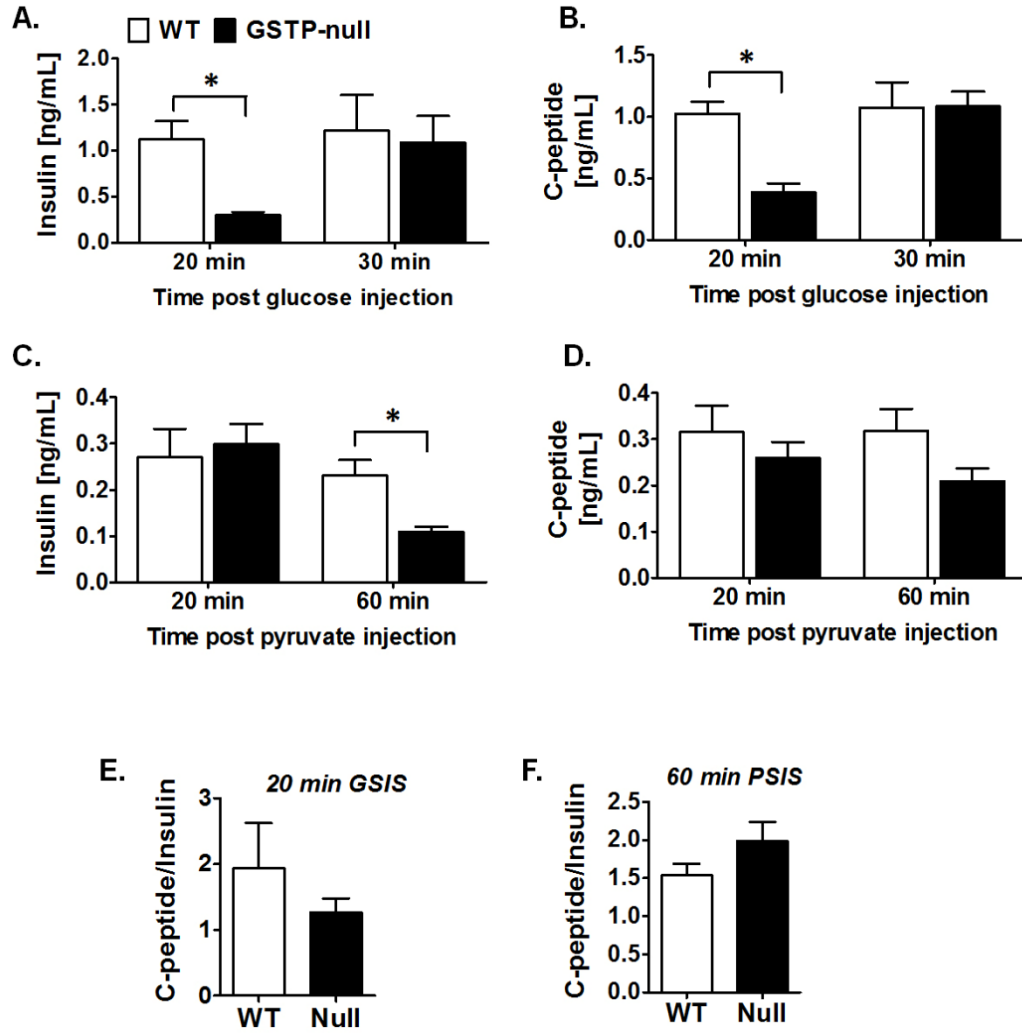 A.
WT GSTP-null
Insulin [ng/mL]
2.0
1.5
1.0
0.5
0.0
*
20 min 30 min
Time post glucose injection
B.
C-peptide
[ng/mL]
1.5
1.0
0.5
0.0
*
20 min 30 min
Time post glucose injection
C.
Insulin [ng/mL]
0.4
0.3
0.2
0.1
0.0
*
20 min 60 min
Time post pyruvate injection
D.
C-peptide
[ng/mL]
0.4
0.3
0.2
0.1
0.0
20 min 60 min
Time post pyruvate injection
E.
20 min GSIS
C-peptide/Insulin
3
2
1
0
WT Null
F.
60 min PSIS
C-peptide/Insulin
2.5
2.0
1.5
1.0
0.5
0.0
WT Null